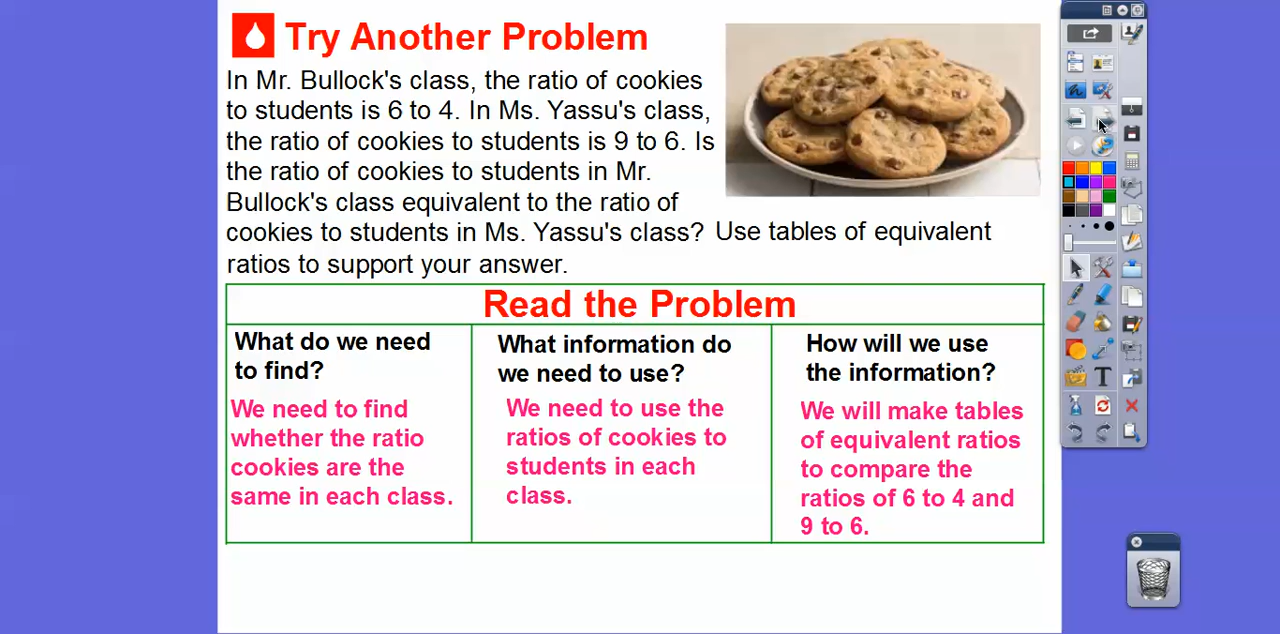 Try Another Problem
In Mr. Bullock's class, the ratio of cookies
to students is 6 to 4. In Ms. Yassu's class,
the ratio of cookies to students is 9 to 6. Is
the ratio of cookies to students in Mr.
Bullock's class equivalent to the ratio of
cookies to students in Ms. Yassu's class? Use tables of equivalent
ratios to support your answer.
Read the Problem
What do we need
to find?
We need to find
whether the ratio
cookies are the
same in each class.
What information do
we need to use?
We need to use the
ratios of cookies to
students in each
class.
How will we use
the information?
We will make tables
of equivalent ratios
to compare the
ratios of 6 to 4 and
9 to 6.